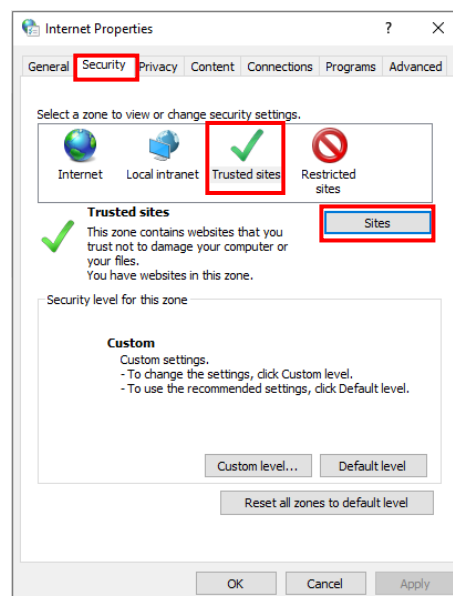 Internet Properties
?
General Security Privacy Content Connections Programs Advanced
Select a zone to view or change security settings.
Internet Local intranet Trusted sites Restricted
sites
Trusted sites
Sites
This zone contains websites that you
trust not to damage your computer or
your files.
You have websites in this zone.
Security level for this zone
Custom
Custom settings.
- To change the settings, click Custom level.
- To use the recommended settings, click Default level.
Custom level... Default level
Reset all zones to default level
OK Cancel Apply